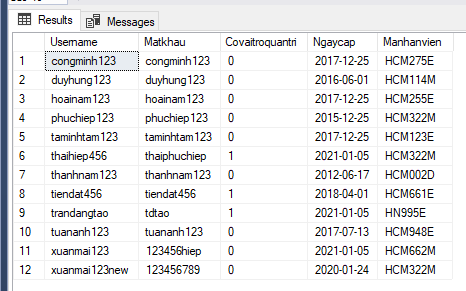 Results Messages
Username Matkhau Covaitroquantri Ngaycap Manhanvien
1 congminh123 congminh123 0 2017-12-25 HCM275E
2 duyhung123 duyhung123 0 2016-06-01 HCM114M
3 hoainam123 hoainam123 0 2017-12-25 HCM255E
4 phuchiep123 phuchiep123 0 2015-12-25 HCM322M
5 taminhtam123 taminhtam123 0 2017-12-25 HCM123E
6 thaihiep456 thaiphuchiep 1 2021-01-05 HCM322M
7 thanhnam123 thanhnam123 0 2012-06-17 HCM002D
8 tiendat456 tiendat456 1 2018-04-01 HCM661E
9 trandangtao tdtao 1 2021-01-05 HN995E
10 tuananh123 tuananh123 0 2017-07-13 HCM948E
11 xuanmai123 123456hiep 0 2021-01-05 HCM662M
12 xuanmai123new 123456789 0 2020-01-24 HCM322M